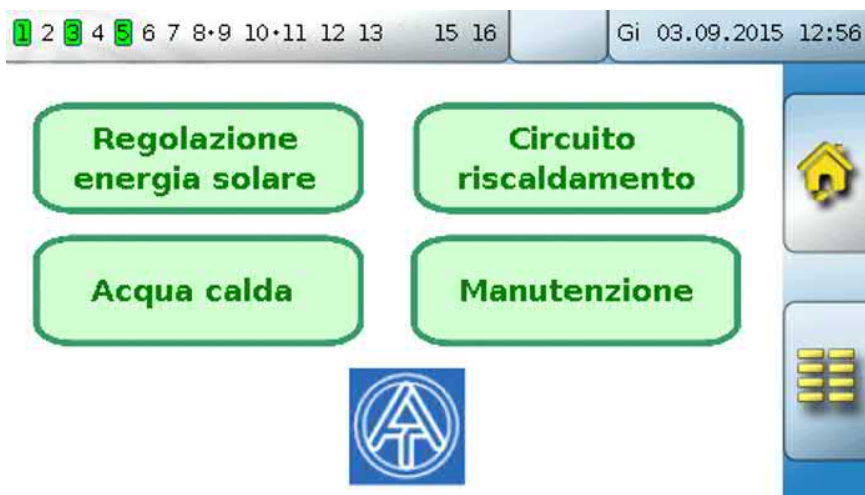 1 2 3 4 5 6 7 8·9 10·11 12 13 15 16 Gi 03.09.2015 12:56
Regolazione
energia solare
Circuito
riscaldamento
Acqua calda
Manutenzione
TA